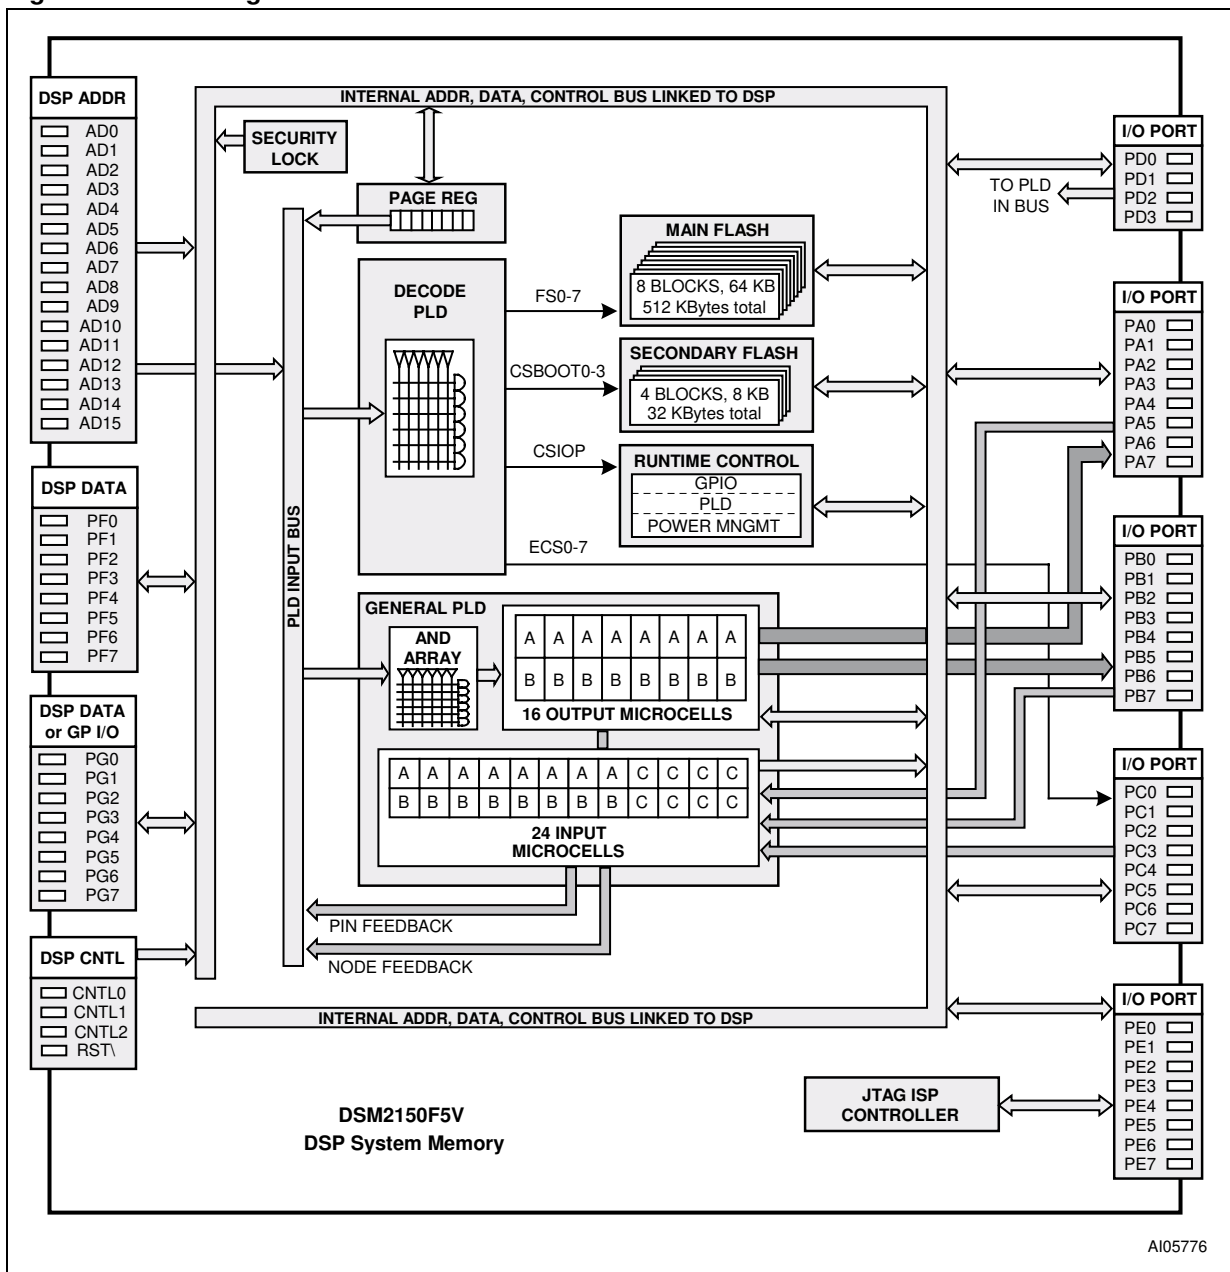 DSP ADDR
AD0
AD1
AD2
AD3
AD4
AD5
AD6
AD7
AD8
AD9
AD10
AD11
AD12
AD13
AD14
AD15
DSP DATA
PF0
PF1
PF2
PF3
PF4
PF5
PF6
PF7
DSP DATA
or GP I/O
PG0
PG1
PG2
PG3
PG4
PG5
PG6
PG7
DSP CNTL
CNTL0
CNTL1
CNTL2
RST\
INTERNAL ADDR, DATA, CONTROL BUS LINKED TO DSP
SECURITY
LOCK
PAGE REG
PLD INPUT BUS
DECODE
PLD
FS0-7
CSBOOT0-3
CSIOP
ECS0-7
MAIN FLASH
8 BLOCKS, 64 KB
512 KBytes total
SECONDARY FLASH
4 BLOCKS, 8 KB
32 KBytes total
RUNTIME CONTROL
GPIO
PLD
POWER MNGMT
GENERAL PLD
AND
ARRAY
A A A A A A A A
B B B B B B B B
16 OUTPUT MICROCELLS
A A A A A A A A C C C C
B B B B B B B B C C C C
24 INPUT
MICROCELLS
PIN FEEDBACK
NODE FEEDBACK
INTERNAL ADDR, DATA, CONTROL BUS LINKED TO DSP
I/O PORT
PD0
PD1
PD2
PD3
TO PLD
IN BUS
I/O PORT
PA0
PA1
PA2
PA3
PA4
PA5
PA6
PA7
I/O PORT
PB0
PB1
PB2
PB3
PB4
PB5
PB6
PB7
I/O PORT
PC0
PC1
PC2
PC3
PC4
PC5
PC6
PC7
I/O PORT
PE0
PE1
PE2
PE3
PE4
PE5
PE6
PE7
JTAG ISP
CONTROLLER
DSM2150F5V
DSP System Memory
AI05776